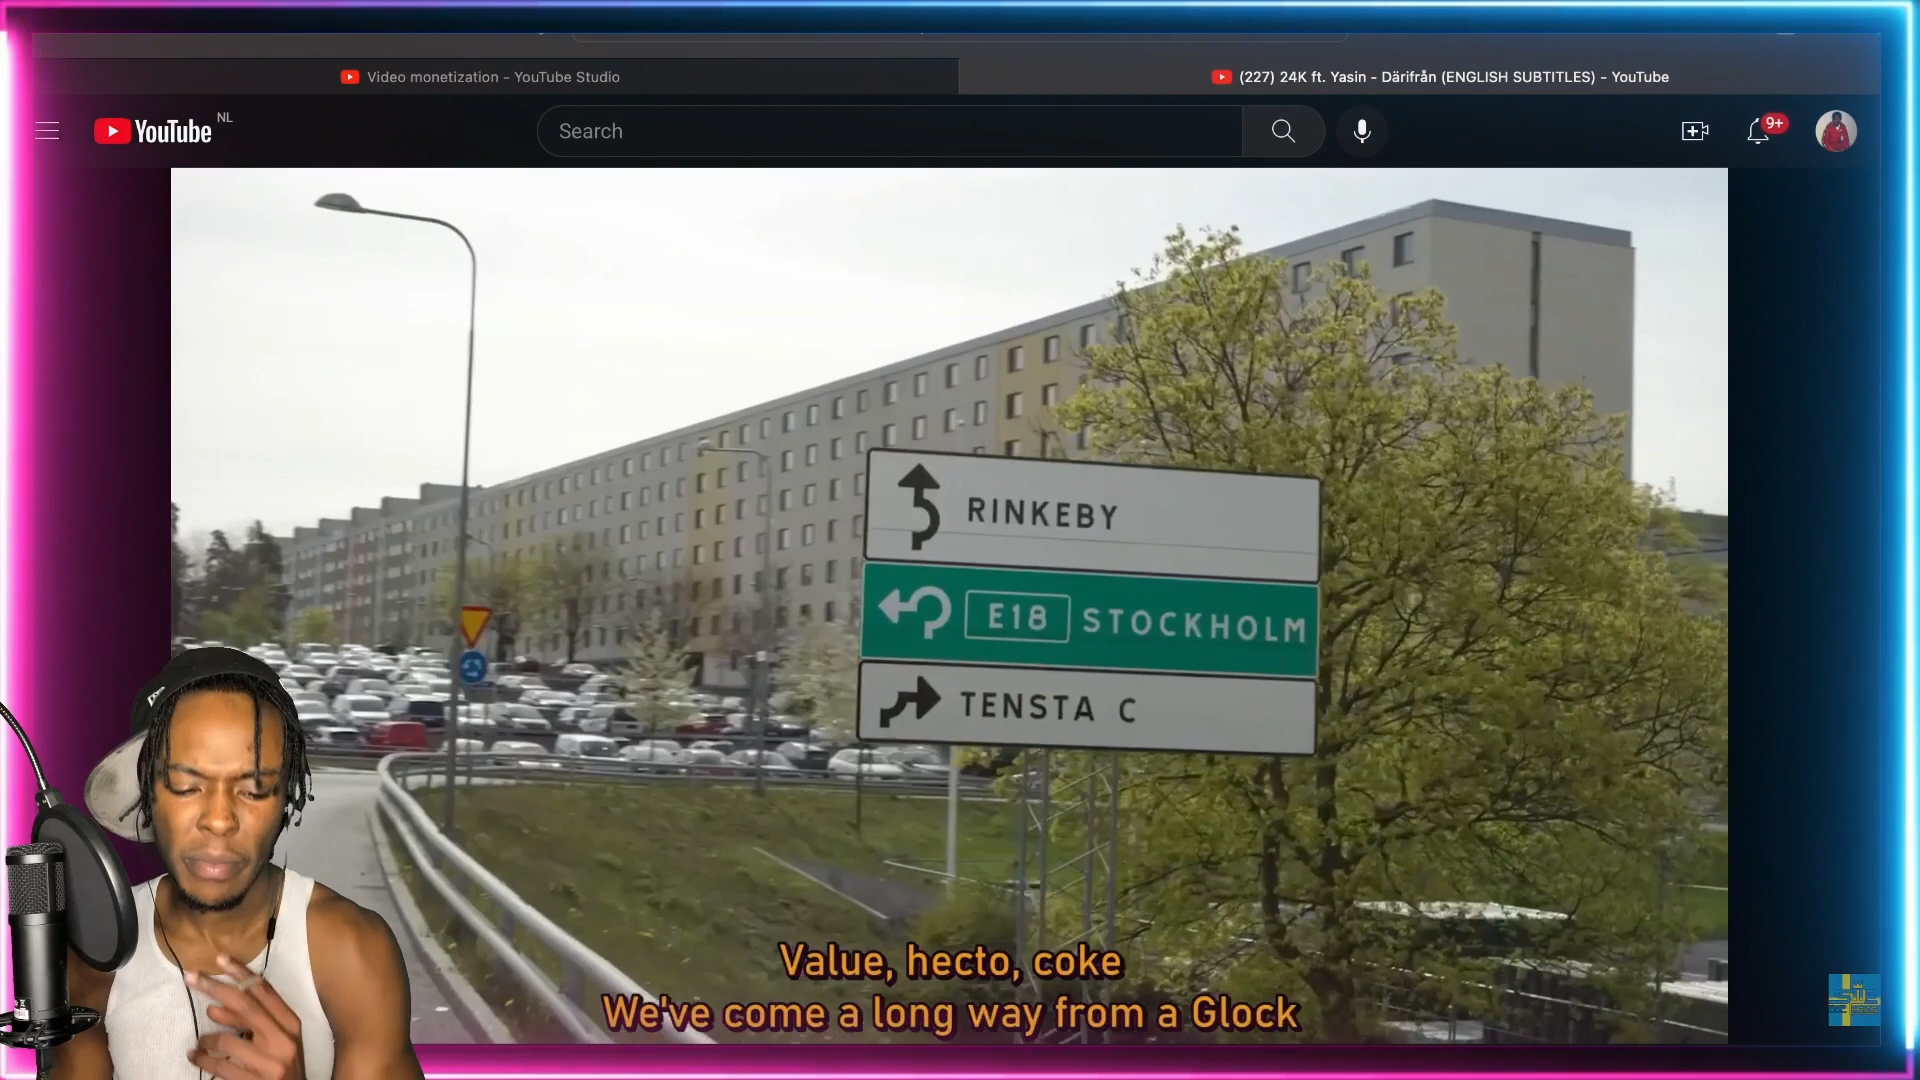 Video monetization - YouTube Studio
(227) 24K ft. Yasin - Därifrån (ENGLISH SUBTITLES) - YouTube
YouTube NL
Search
9+
RINKEBY
E18 STOCKHOLM
TENSTA C
Value, hecto, coke
We've come a long way from a Glock